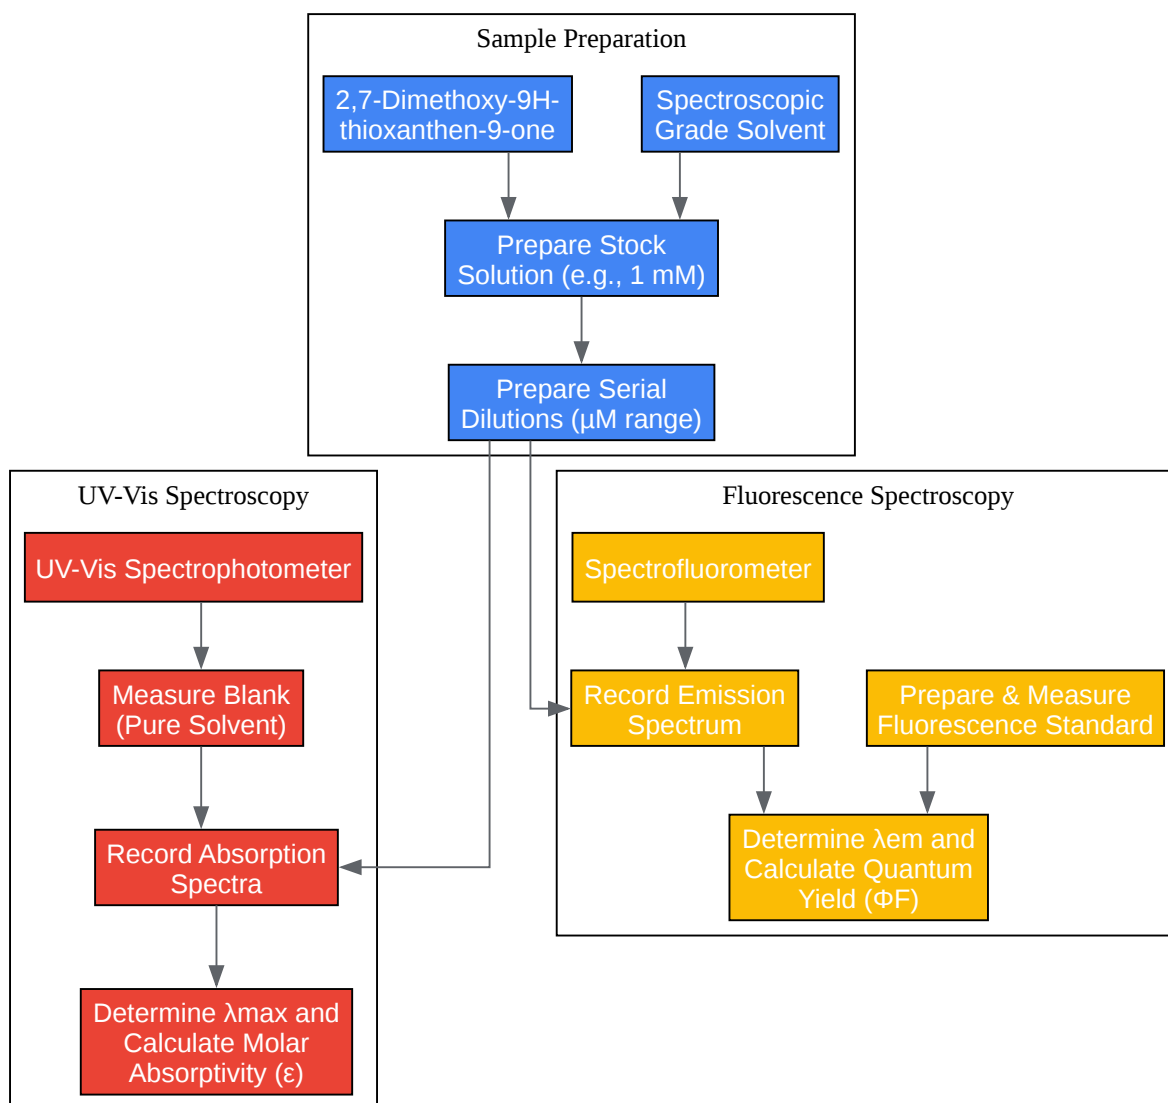 Sample Preparation
2,7-Dimethoxy-9H-
thioxanthen-9-one
Spectroscopic
Grade Solvent
Prepare Stock
Solution (e.g., 1 mM)
Prepare Serial
Dilutions (µM range)
UV-Vis Spectroscopy
UV-Vis Spectrophotometer
Measure Blank
(Pure Solvent)
Record Absorption
Spectra
Determine λmax and
Calculate Molar
Absorptivity (ε)
Fluorescence Spectroscopy
Spectrofluorometer
Record Emission
Spectrum
Prepare & Measure
Fluorescence Standard
Determine λem and
Calculate Quantum
Yield (ΦF)